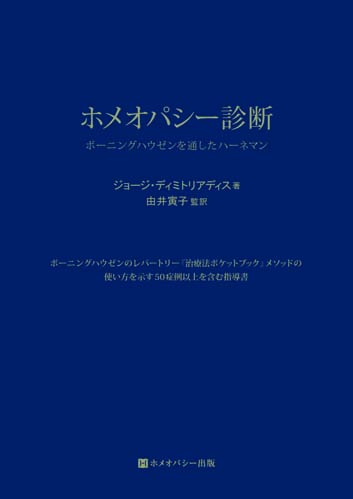 ホメオパシー診断
ボーニングハウゼンを通したハーネマン
ジョージ・ディミトリアディス 著
由井寅子 監訳
ボーニングハウゼンのレパートリー「治療法ポケットブック」メソッドの
使い方を示す50症例以上を含む指導書
H ホメオパシー出版